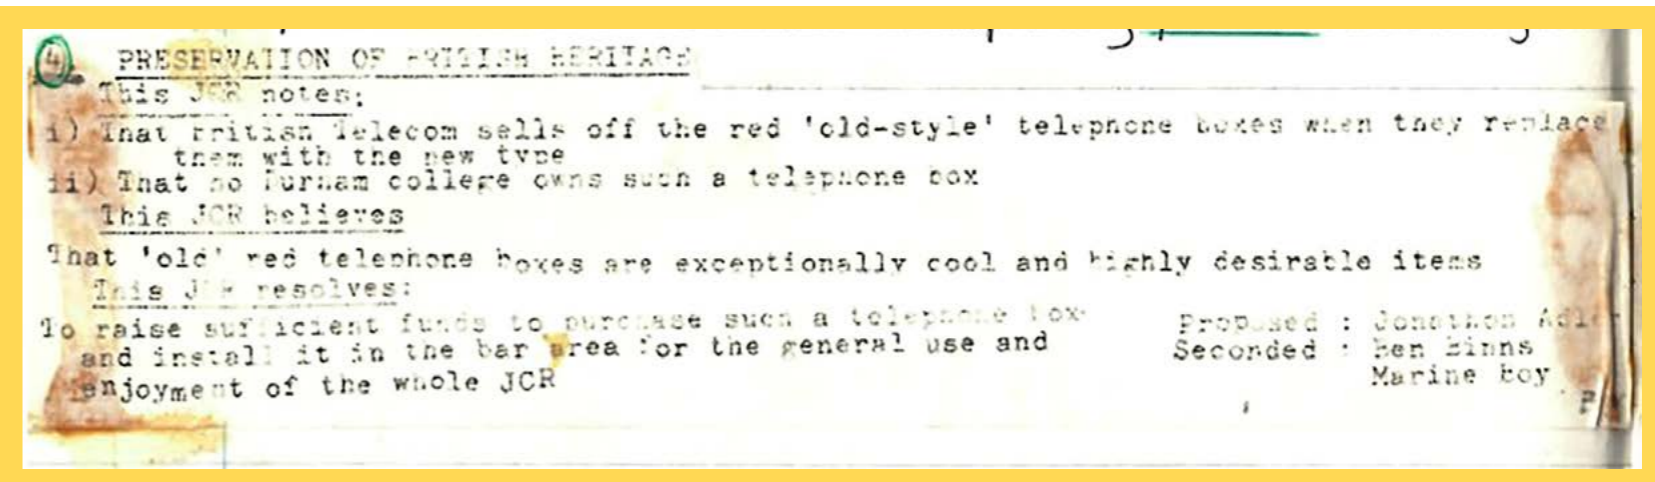 4. PRESERVATION OF BRITISH HERITAGE
This JCR notes:
i) That British Telecom sells off the red 'old-style' telephone boxes when they replace
them with the new type
ii) That no Durham college owns such a telephone box
This JCR believes
That 'old' red telephone boxes are exceptionally cool and highly desirable items
This JCR resolves:
To raise sufficient funds to purchase such a telephone box
and install it in the bar area for the general use and
enjoyment of the whole JCR
Proposed : Jonathon Adler
Seconded : Ben Binns
Marine Boy